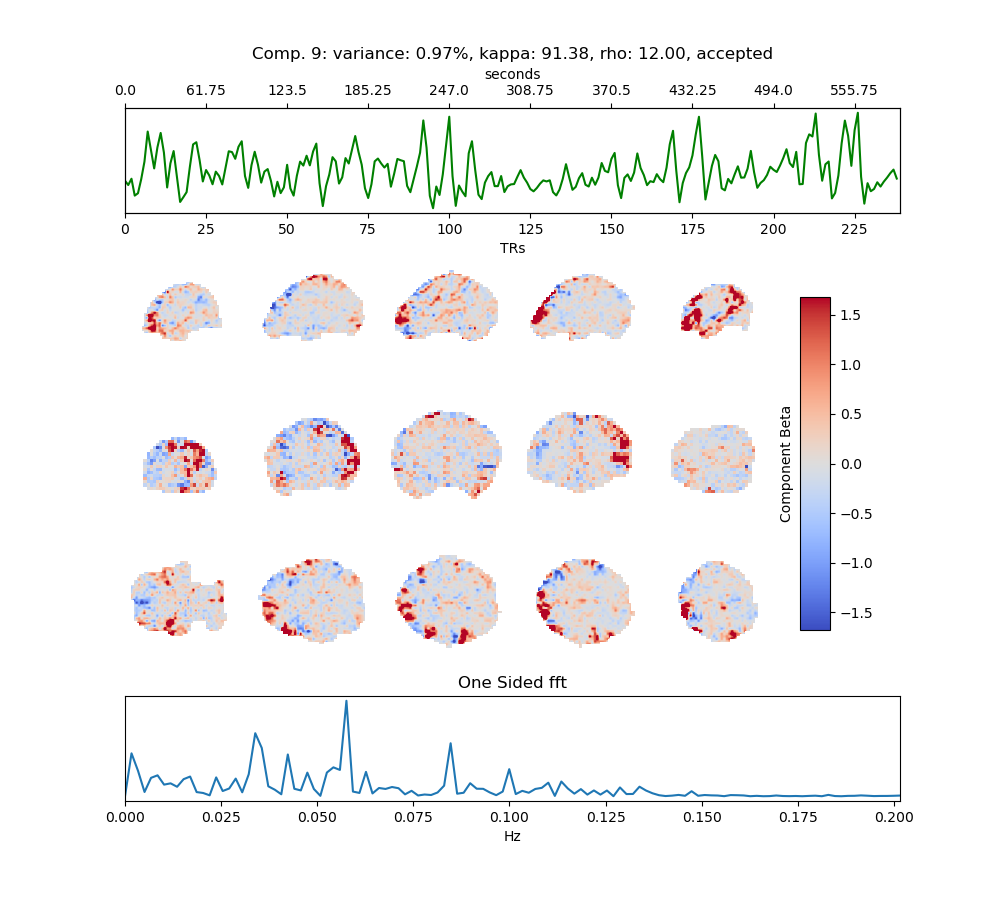 Comp. 9: variance: 0.97%, kappa: 91.38, rho: 12.00, accepted
seconds
0.0 61.75 123.5 185.25 247.0 308.75 370.5 432.25 494.0 555.75
0 25 50 75 100 125 150 175 200 225
TRs
1.5
1.0
0.5
0.0
−0.5
−1.0
−1.5
Component Beta
One Sided fft
0.000 0.025 0.050 0.075 0.100 0.125 0.150 0.175 0.200
Hz